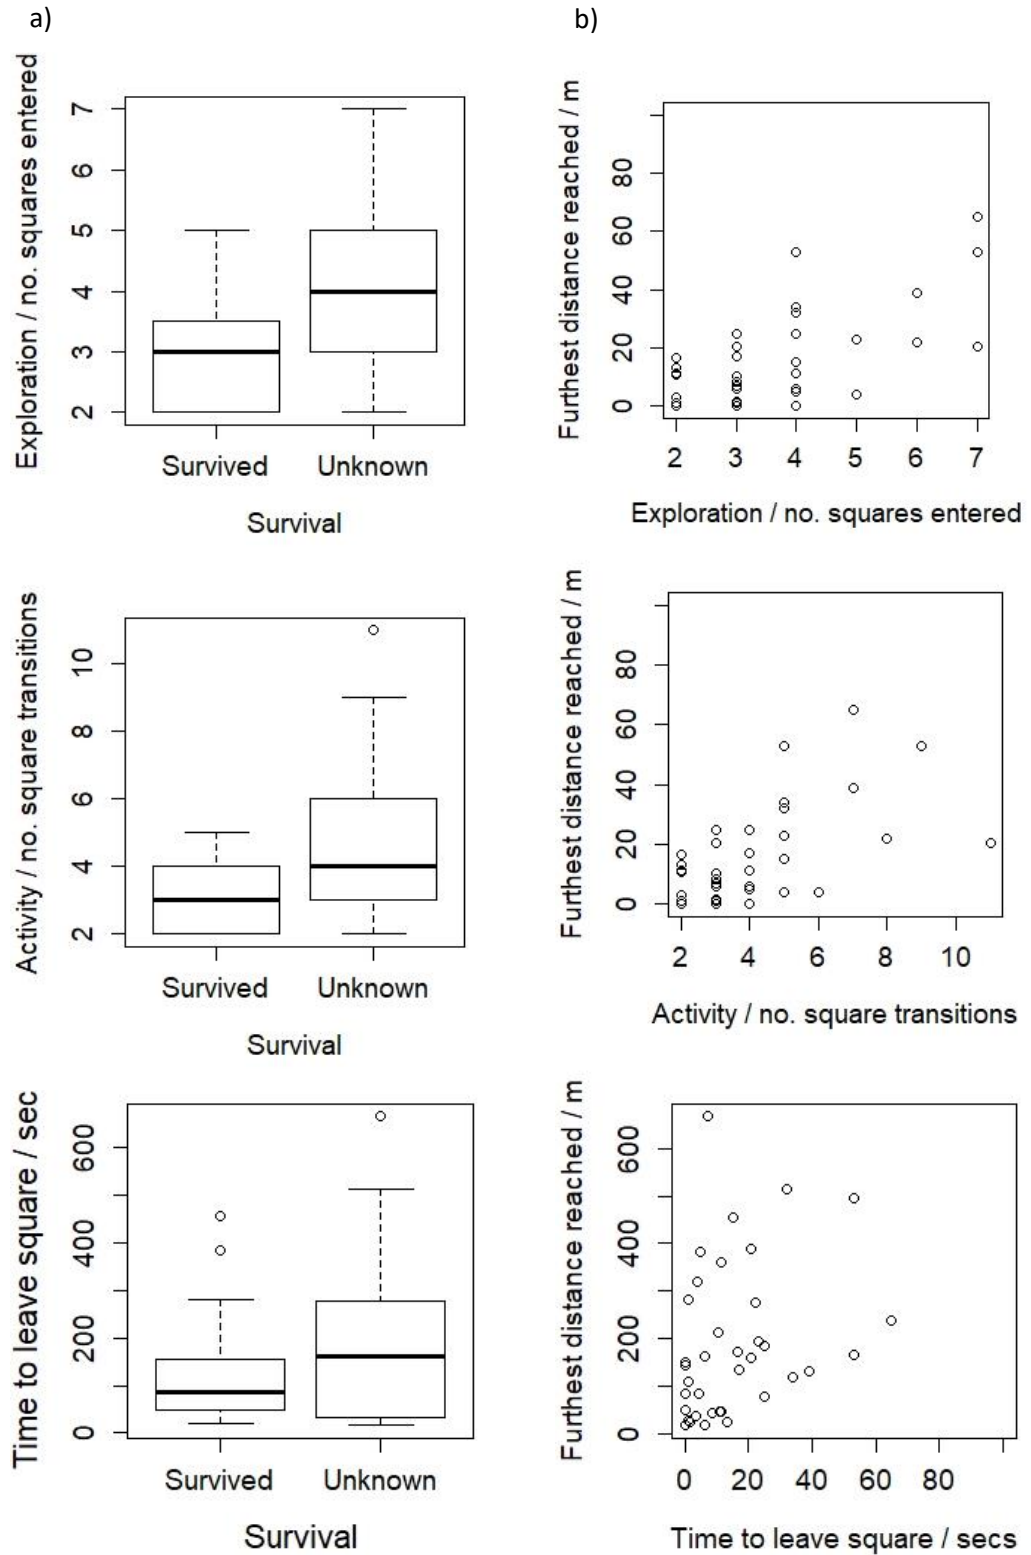 a)
b)
Exploration / no. squares entered
7
6
5
4
3
2
Survived Unknown
Survival
Furthest distance reached / m
80
60
40
20
0
2 3 4 5 6 7
Exploration / no. squares entered
Activity / no. square transitions
10
8
6
4
2
Survived Unknown
Survival
Furthest distance reached / m
80
60
40
20
0
2 4 6 8 10
Activity / no. square transitions
Time to leave square / sec
600
400
200
0
Survived Unknown
Survival
Furthest distance reached / m
600
400
200
0
0 20 40 60 80
Time to leave square / secs